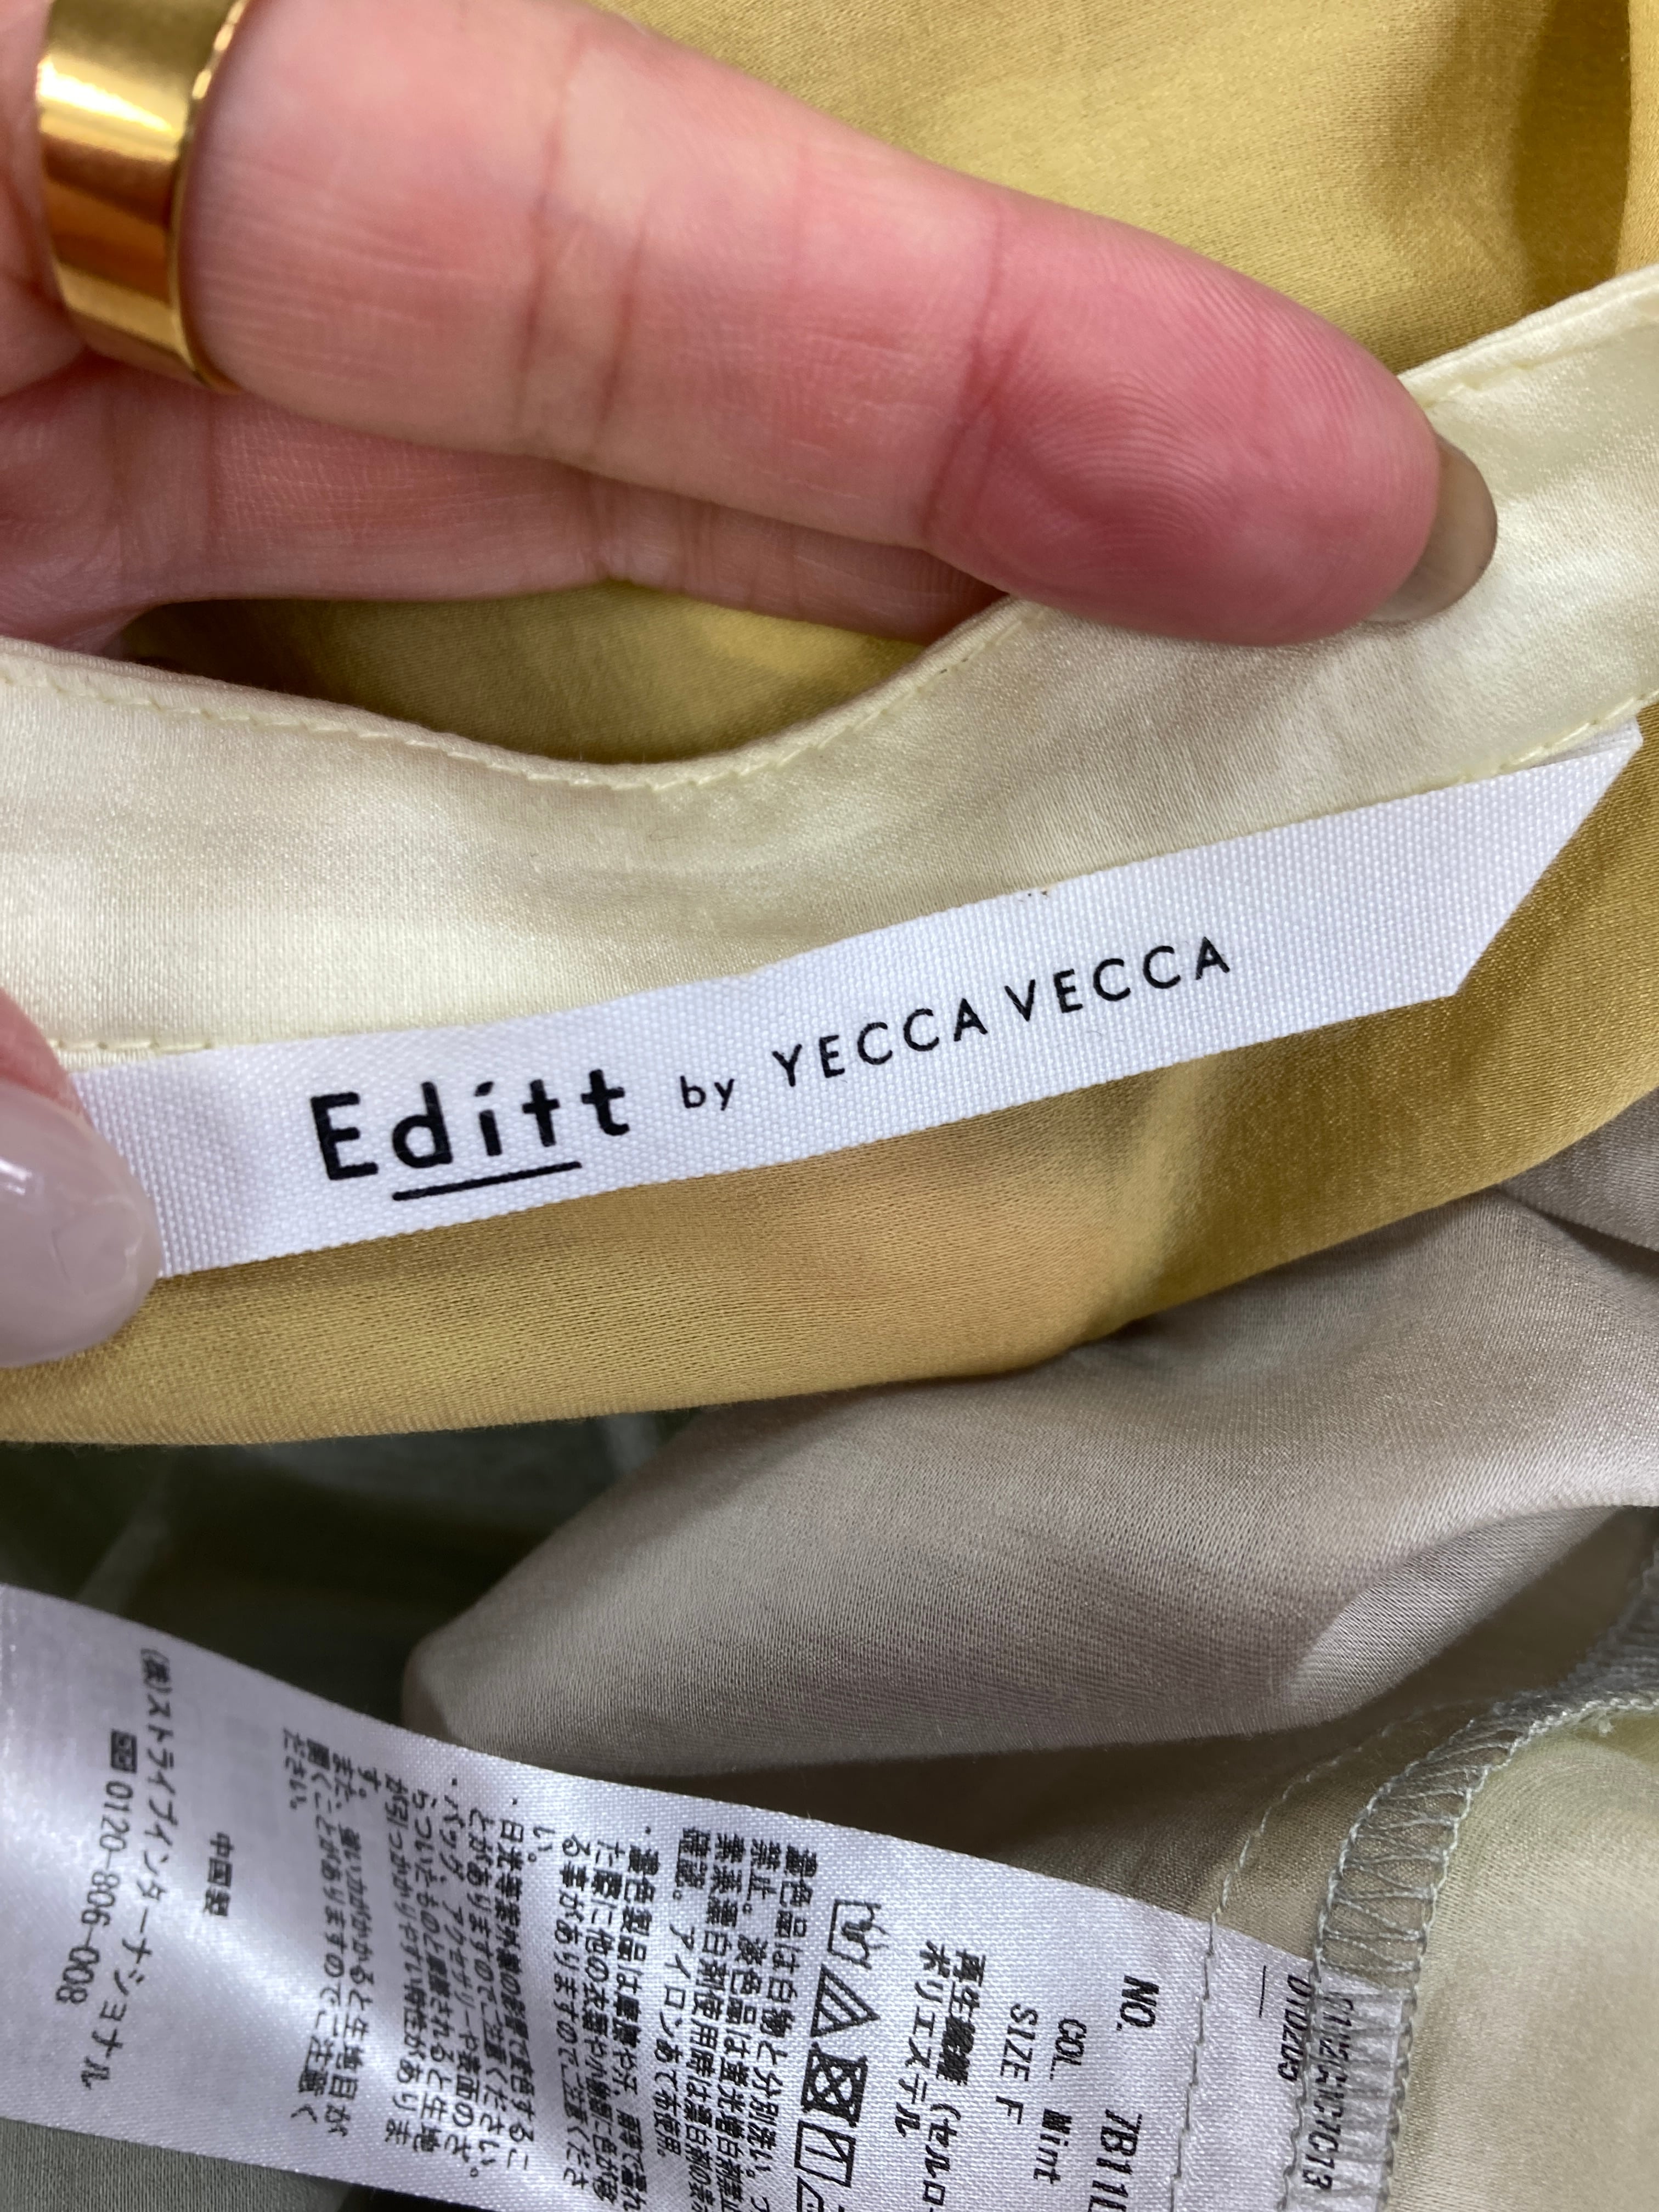 Editt by YECCA VECCA
NO. 7B11
COL. Mint
SIZE F
再生繊維(セルロー
ポリエステル
濃色品は白物と分別洗い。
禁止。淡色品は蛍光増白剤禁止
確認。アイロンあて布使用。
・濃色製品は摩擦や汗、雨等で濡れ
た際に他の衣籍や小物に色が移
る事がありますのでご注意くださ
い。
・日光等紫外線の影響で変色するこ
とがありますのでご注意ください。
・バッグ、アクセサリーや表面のざ
らついたものと摩擦されると生地
が引っかかりやすい特性がありま
す。
また、強い力がかかると生地目が
開くことがありますのでご注意く
ださい。
中国製
(株)ストライプインターナショナル
0120-806-008